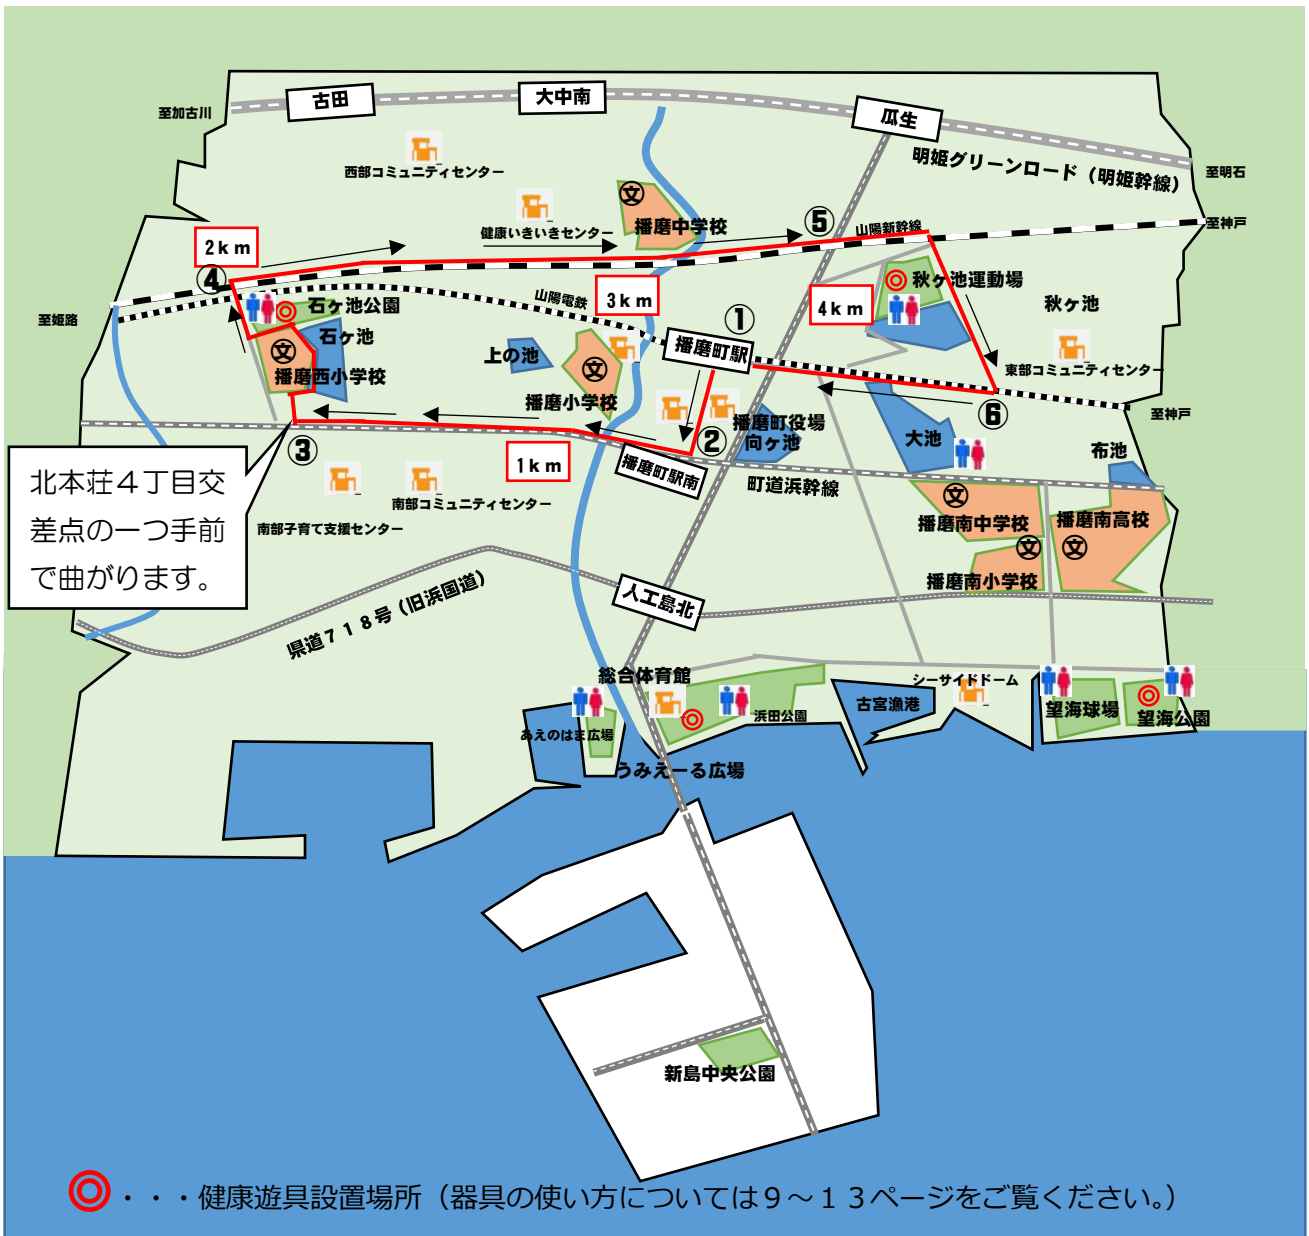 古田
大中南
瓜生
至加古川
明姫グリーンロード（明姫幹線）
至明石
西部コミュニティセンター
文
播磨中学校
健康いきいきセンター
⑤
山陽新幹線
至神戸
2km
④
3km
4km
秋ヶ池運動場
秋ヶ池
至姫路
石ヶ池公園
石ヶ池
山陽電鉄
①
播磨町駅
上の池
文
播磨西小学校
文
播磨小学校
東部コミュニティセンター
至神戸
⑥
②
播磨町役場
向ヶ池
大池
布池
③
1km
播磨町駅南
町道浜幹線
北本荘４丁目交
差点の一つ手前
で曲がります。
南部コミュニティセンター
南部子育て支援センター
文
播磨南中学校
播磨南高校
文
文
播磨南小学校
県道７１８号（旧浜国道）
人工島北
総合体育館
シーサイドドーム
古宮漁港
望海球場
望海公園
浜田公園
あえのはま広場
うみえーる広場
新島中央公園
◎・・・健康遊具設置場所（器具の使い方については９～１３ページをご覧ください。）